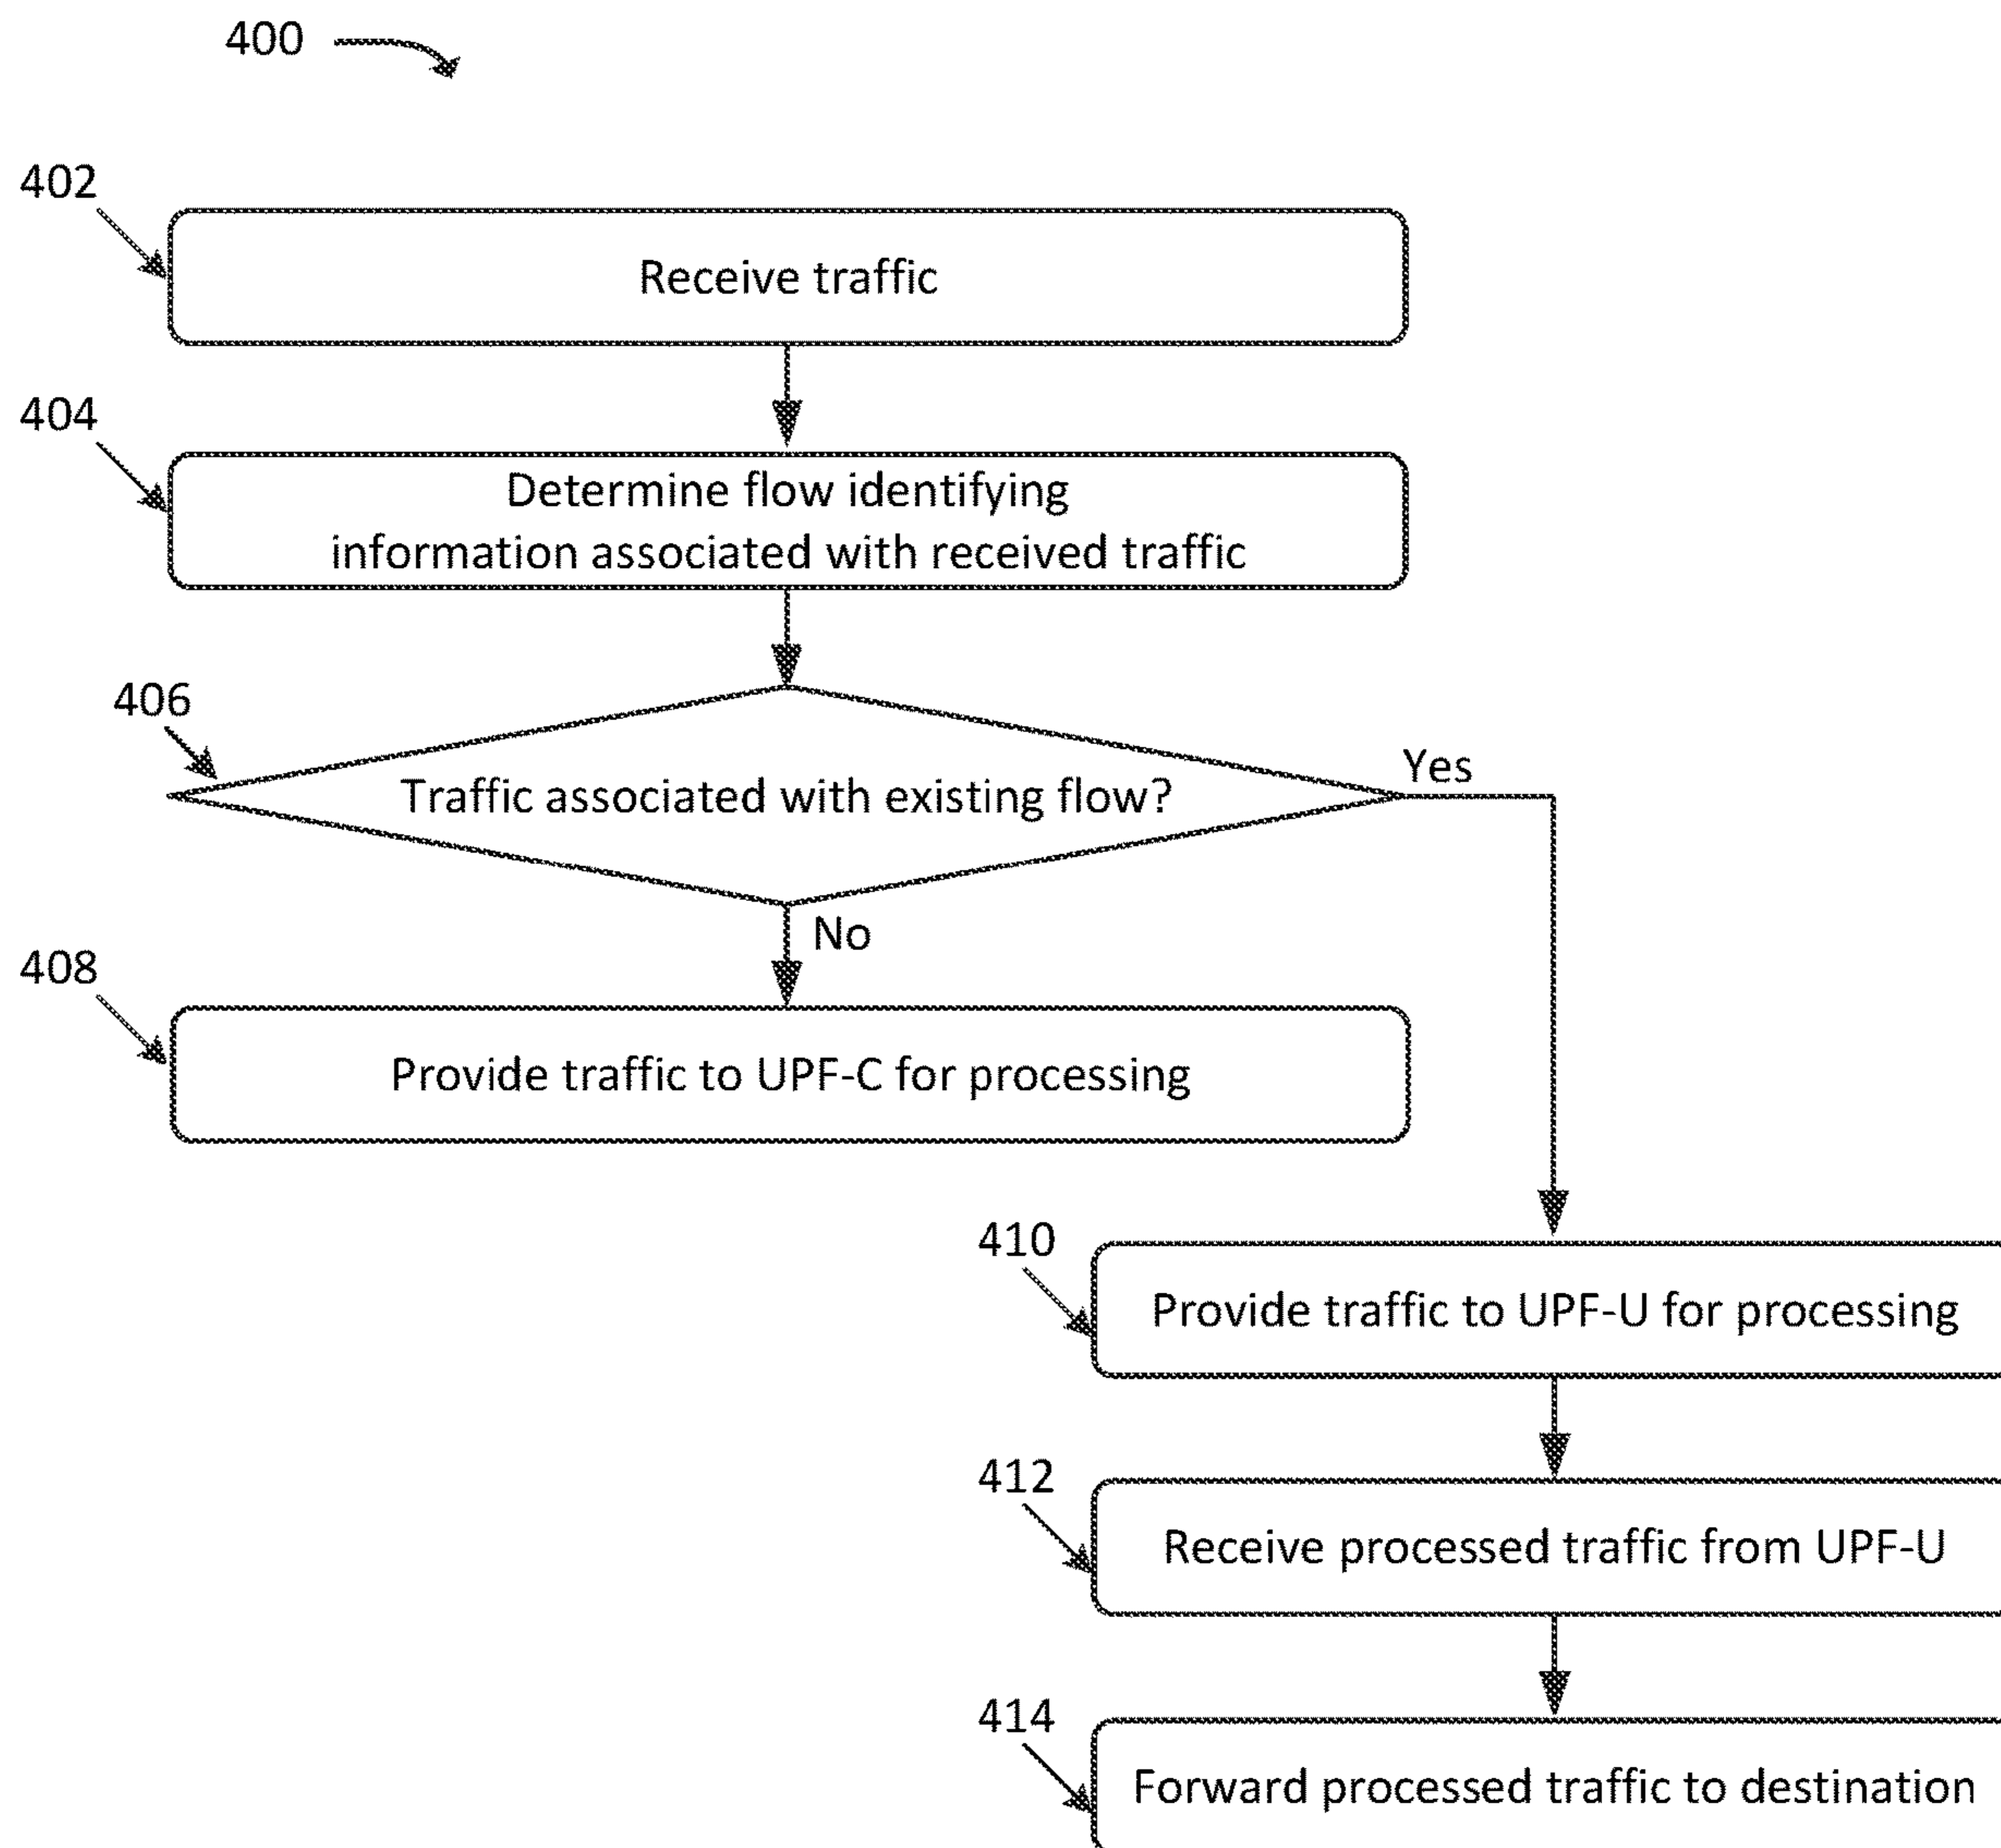 400
402
Receive traffic
404
Determine flow identifying
information associated with received traffic
406
Traffic associated with existing flow?
Yes
No
408
Provide traffic to UPF-C for processing
410
Provide traffic to UPF-U for processing
412
Receive processed traffic from UPF-U
414
Forward processed traffic to destination